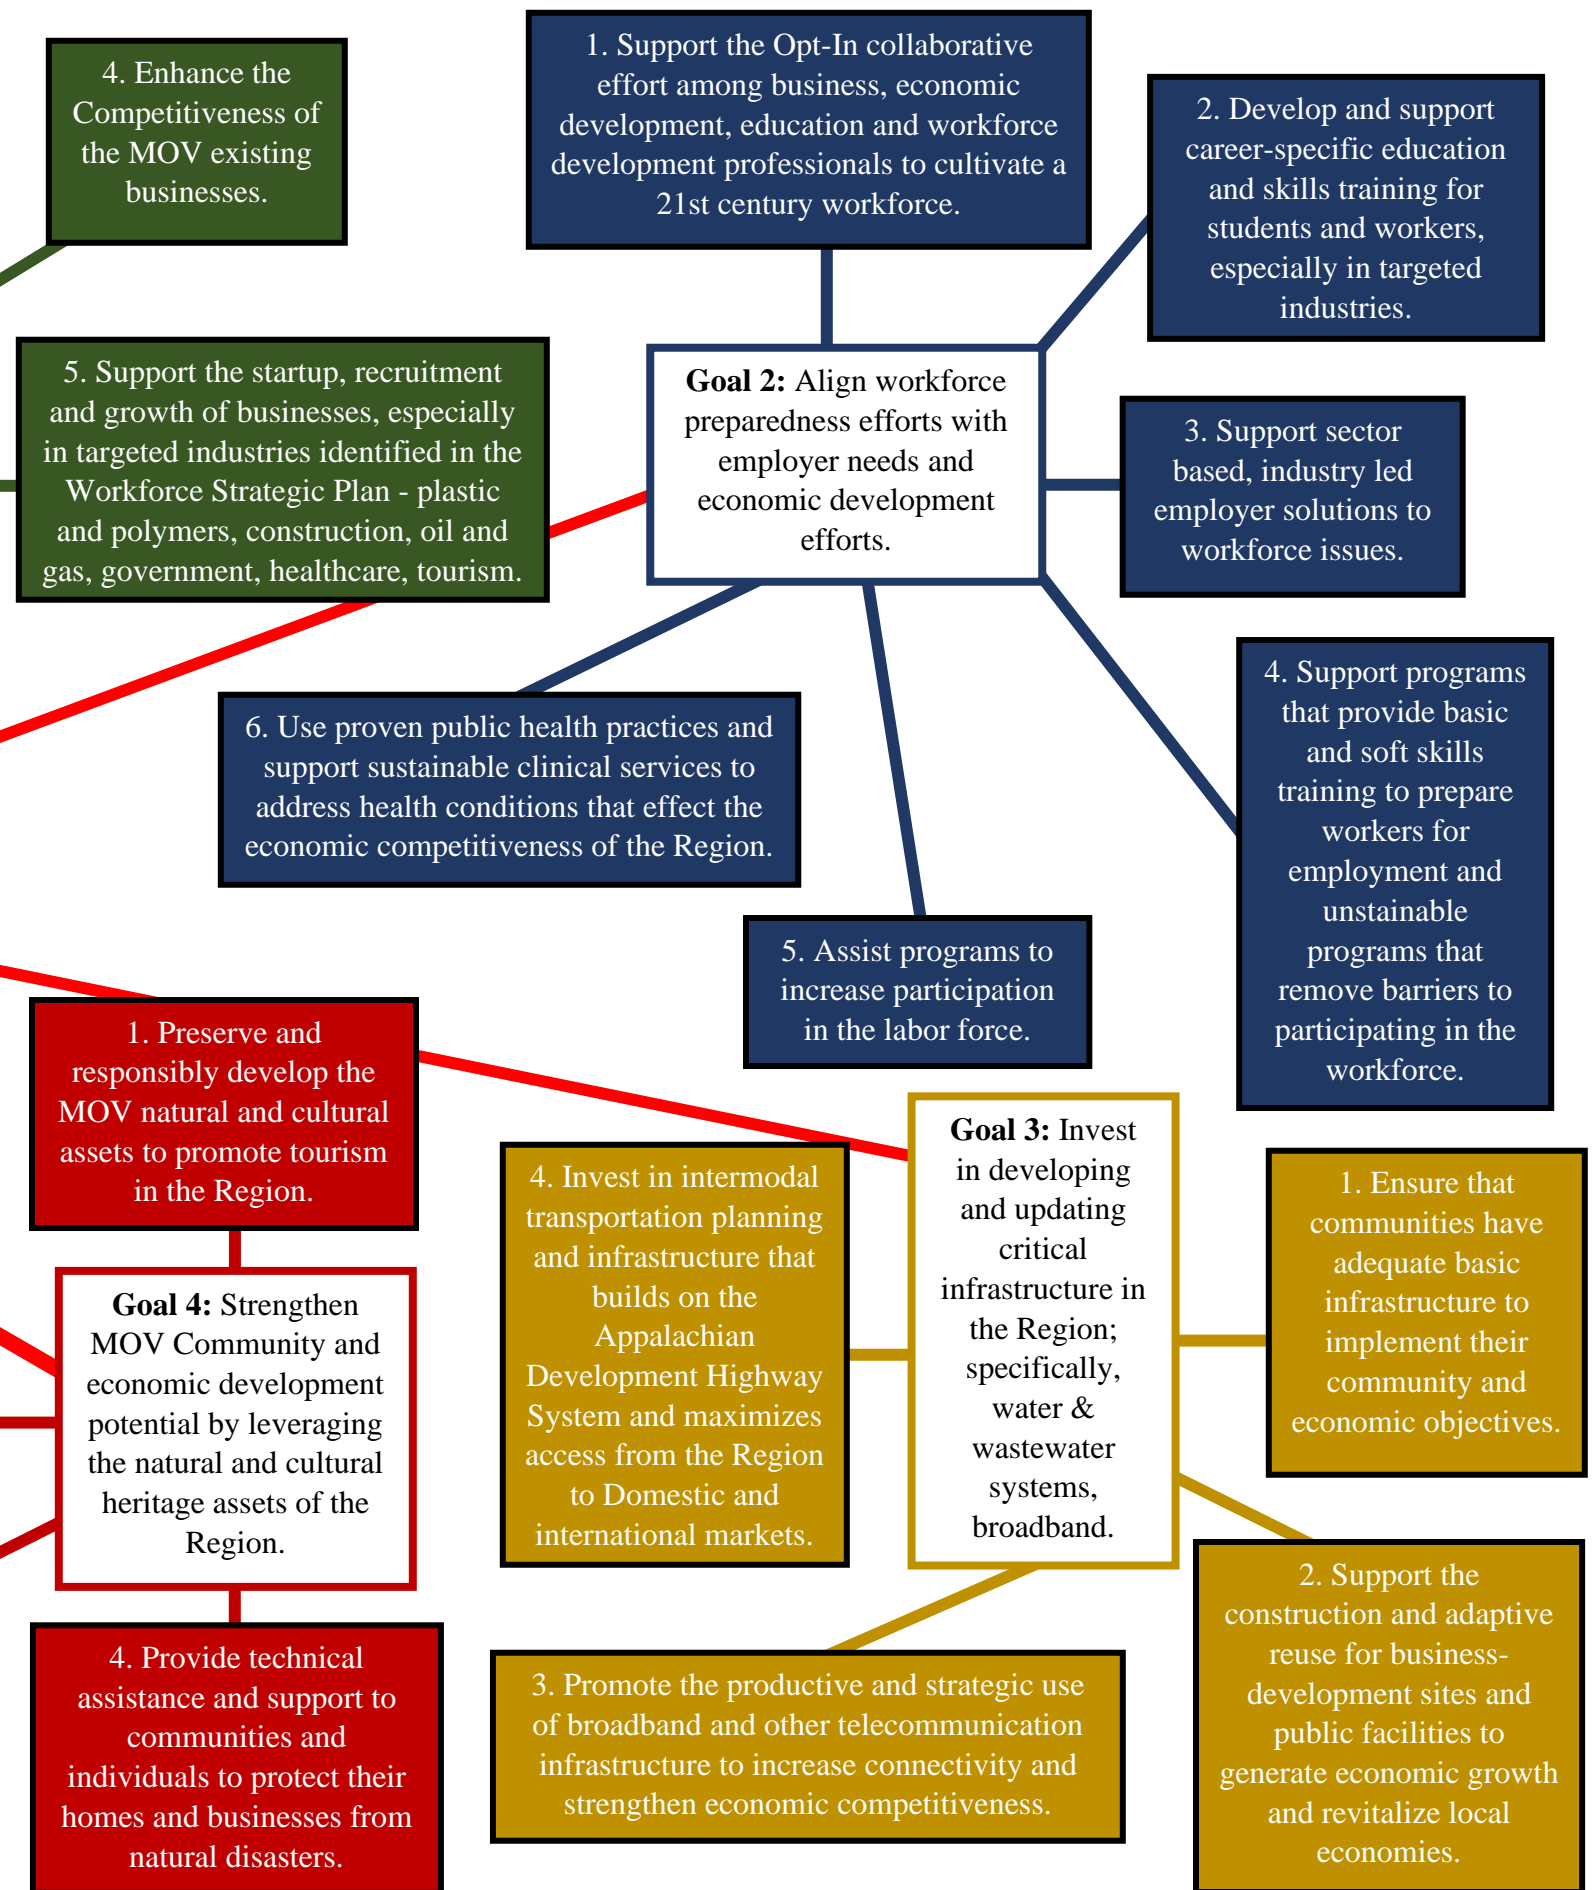 4. Enhance the
Competitiveness of
the MOV existing
businesses.
5. Support the startup, recruitment
and growth of businesses, especially
in targeted industries identified in the
Workforce Strategic Plan - plastic
and polymers, construction, oil and
gas, government, healthcare, tourism.
1. Support the Opt-In collaborative
effort among business, economic
development, education and workforce
development professionals to cultivate a
21st century workforce.
2. Develop and support
career-specific education
and skills training for
students and workers,
especially in targeted
industries.
Goal 2: Align workforce
preparedness efforts with
employer needs and
economic development
efforts.
3. Support sector
based, industry led
employer solutions to
workforce issues.
4. Support programs
that provide basic
and soft skills
training to prepare
workers for
employment and
unstainable
programs that
remove barriers to
participating in the
workforce.
6. Use proven public health practices and
support sustainable clinical services to
address health conditions that effect the
economic competitiveness of the Region.
5. Assist programs to
increase participation
in the labor force.
1. Preserve and
responsibly develop the
MOV natural and cultural
assets to promote tourism
in the Region.
Goal 4: Strengthen
MOV Community and
economic development
potential by leveraging
the natural and cultural
heritage assets of the
Region.
4. Provide technical
assistance and support to
communities and
individuals to protect their
homes and businesses from
natural disasters.
4. Invest in intermodal
transportation planning
and infrastructure that
builds on the
Appalachian
Development Highway
System and maximizes
access from the Region
to Domestic and
international markets.
Goal 3: Invest
in developing
and updating
critical
infrastructure in
the Region;
specifically,
water &
wastewater
systems,
broadband.
1. Ensure that
communities have
adequate basic
infrastructure to
implement their
community and
economic objectives.
3. Promote the productive and strategic use
of broadband and other telecommunication
infrastructure to increase connectivity and
strengthen economic competitiveness.
2. Support the
construction and adaptive
reuse for business-
development sites and
public facilities to
generate economic growth
and revitalize local
economies.